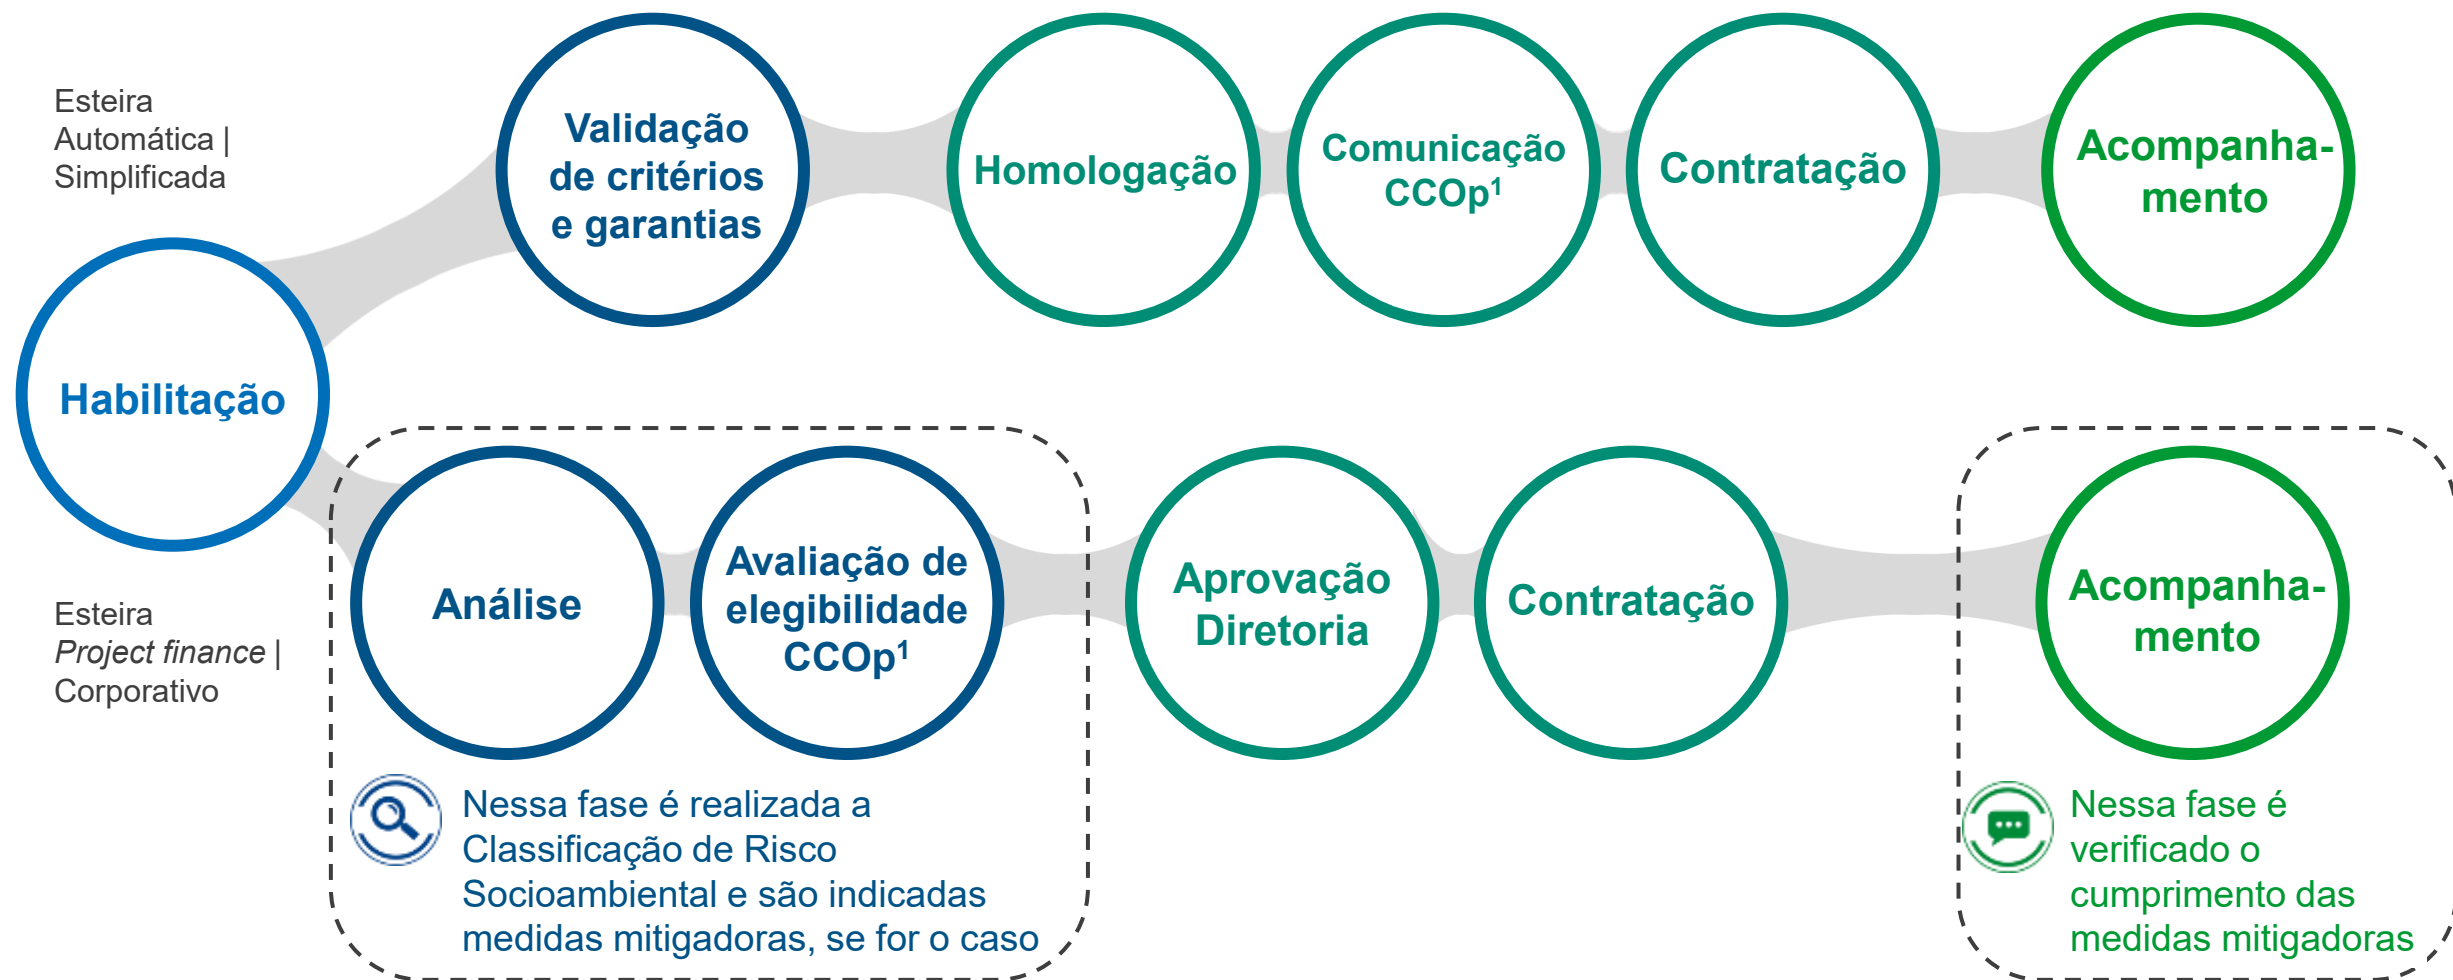 Esteira
Automática |
Simplificada
Validação
de critérios
e garantias
Homologação
Comunicação
CCOp¹
Contratação
Acompanha-
mento
Habilitação
Esteira
Project finance |
Corporativo
Análise
Avaliação de
elegibilidade
CCOp¹
Aprovação
Diretoria
Contratação
Acompanha-
mento
Nessa fase é realizada a
Classificação de Risco
Socioambiental e são indicadas
medidas mitigadoras, se for o caso
Nessa fase é
verificado o
cumprimento das
medidas mitigadoras